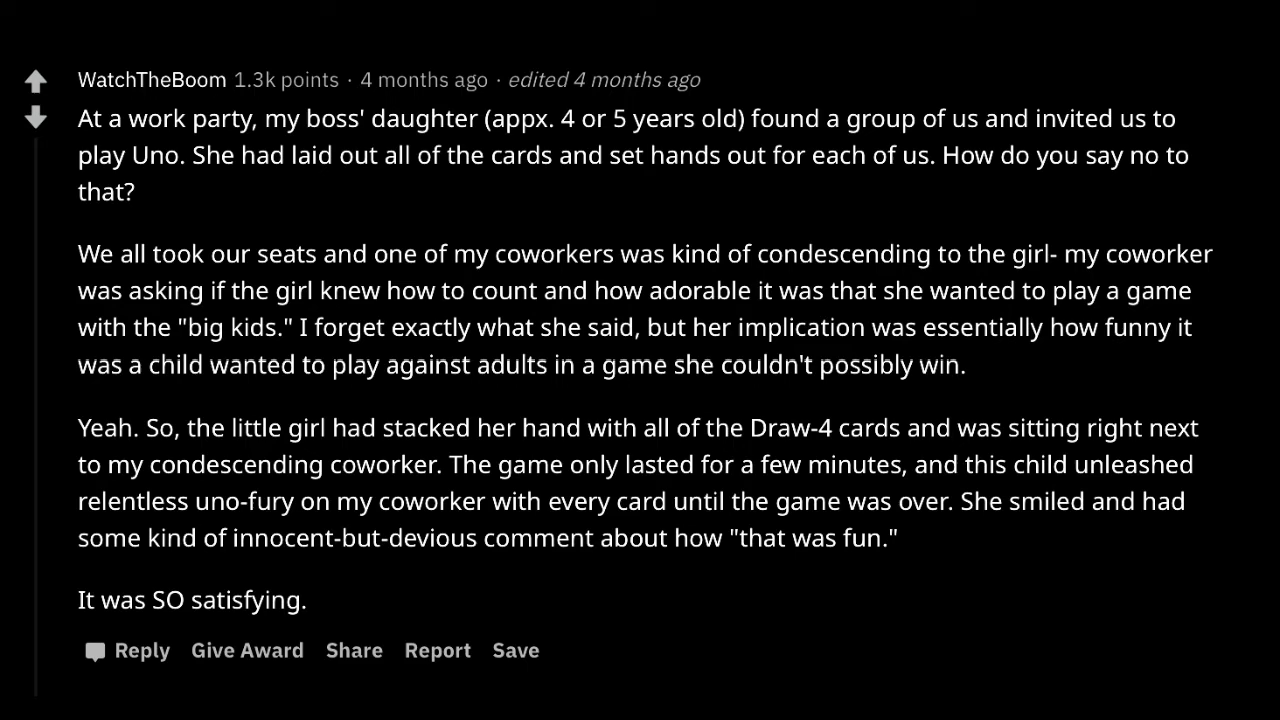 WatchTheBoom 1.3k points · 4 months ago · edited 4 months ago
At a work party, my boss' daughter (appx. 4 or 5 years old) found a group of us and invited us to
play Uno. She had laid out all of the cards and set hands out for each of us. How do you say no to
that?
We all took our seats and one of my coworkers was kind of condescending to the girl- my coworker
was asking if the girl knew how to count and how adorable it was that she wanted to play a game
with the "big kids." I forget exactly what she said, but her implication was essentially how funny it
was a child wanted to play against adults in a game she couldn't possibly win.
Yeah. So, the little girl had stacked her hand with all of the Draw-4 cards and was sitting right next
to my condescending coworker. The game only lasted for a few minutes, and this child unleashed
relentless uno-fury on my coworker with every card until the game was over. She smiled and had
some kind of innocent-but-devious comment about how "that was fun."
It was SO satisfying.
Reply Give Award Share Report Save